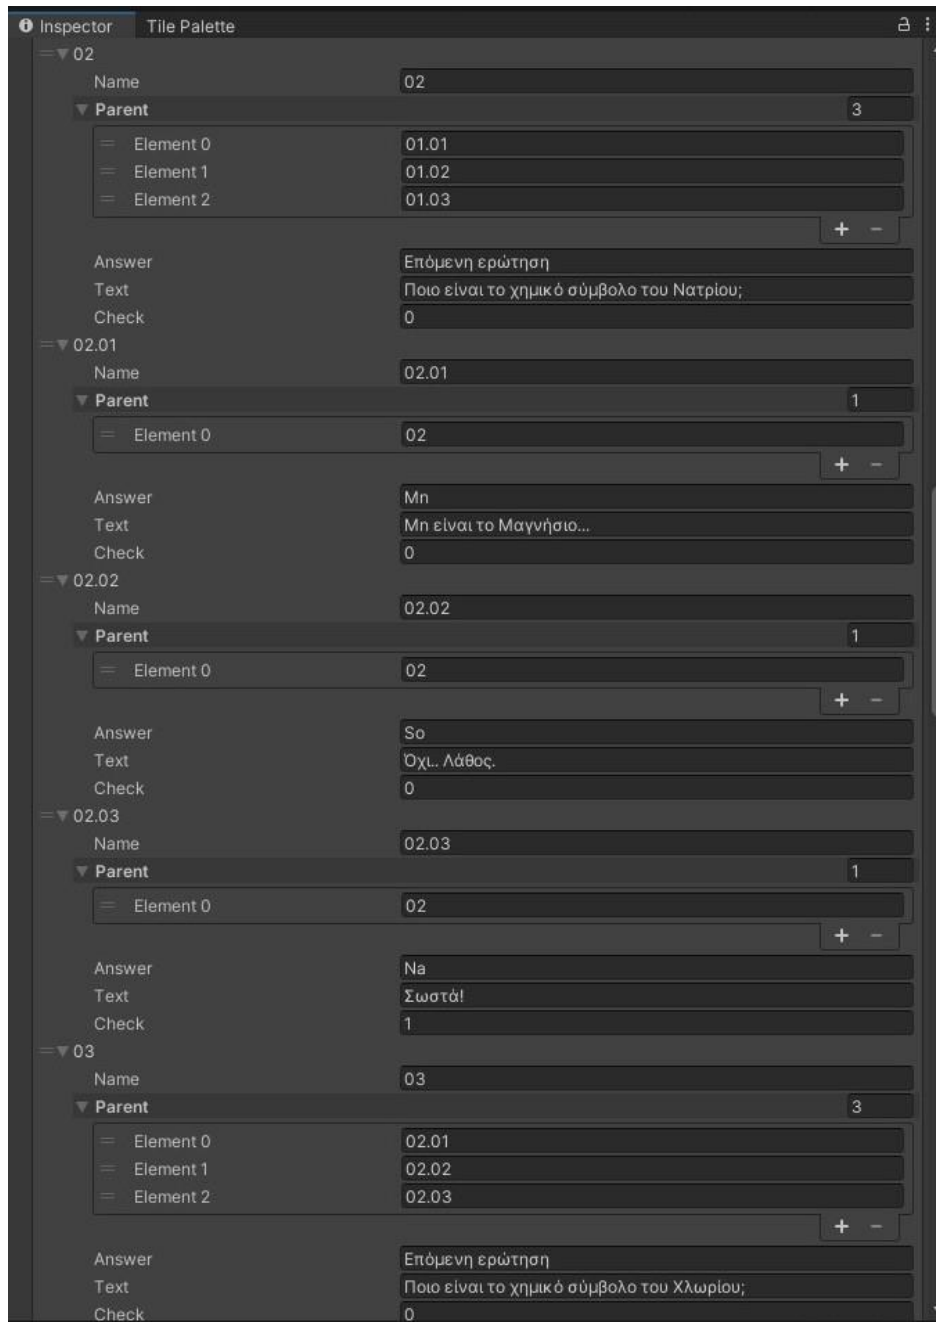 Inspector Tile Palette
02
Name 02
Parent 3
Element 0 01.01
Element 1 01.02
Element 2 01.03
+ −
Answer Επόμενη ερώτηση
Text Ποιο είναι το χημικό σύμβολο του Νατρίου;
Check 0
02.01
Name 02.01
Parent 1
Element 0 02
+ −
Answer Mn
Text Mn είναι το Μαγνήσιο...
Check 0
02.02
Name 02.02
Parent 1
Element 0 02
+ −
Answer So
Text Όχι.. Λάθος.
Check 0
02.03
Name 02.03
Parent 1
Element 0 02
+ −
Answer Na
Text Σωστά!
Check 1
03
Name 03
Parent 3
Element 0 02.01
Element 1 02.02
Element 2 02.03
+ −
Answer Επόμενη ερώτηση
Text Ποιο είναι το χημικό σύμβολο του Χλωρίου;
Check 0